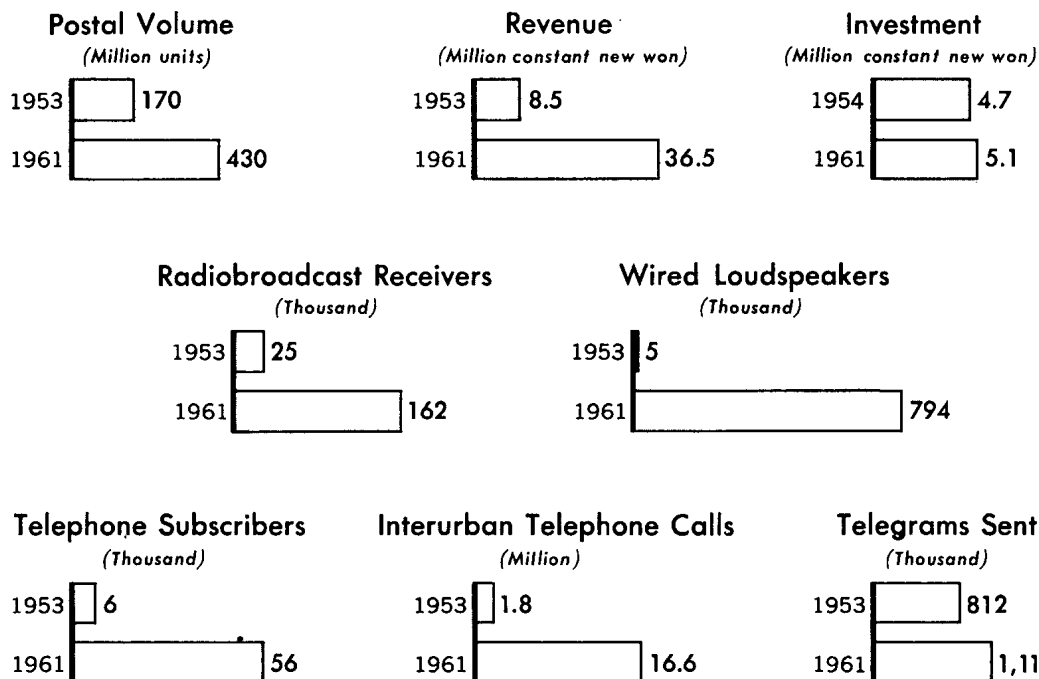 Postal Volume
(Million units)
1953 170
1961 430
Revenue
(Million constant new won)
1953 8.5
1961 36.5
Investment
(Million constant new won)
1954 4.7
1961 5.1
Radiobroadcast Receivers
(Thousand)
1953 25
1961 162
Wired Loudspeakers
(Thousand)
1953 5
1961 794
Telephone Subscribers
(Thousand)
1953 6
1961 56
Interurban Telephone Calls
(Million)
1953 1.8
1961 16.6
Telegrams Sent
(Thousand)
1953 812
1961